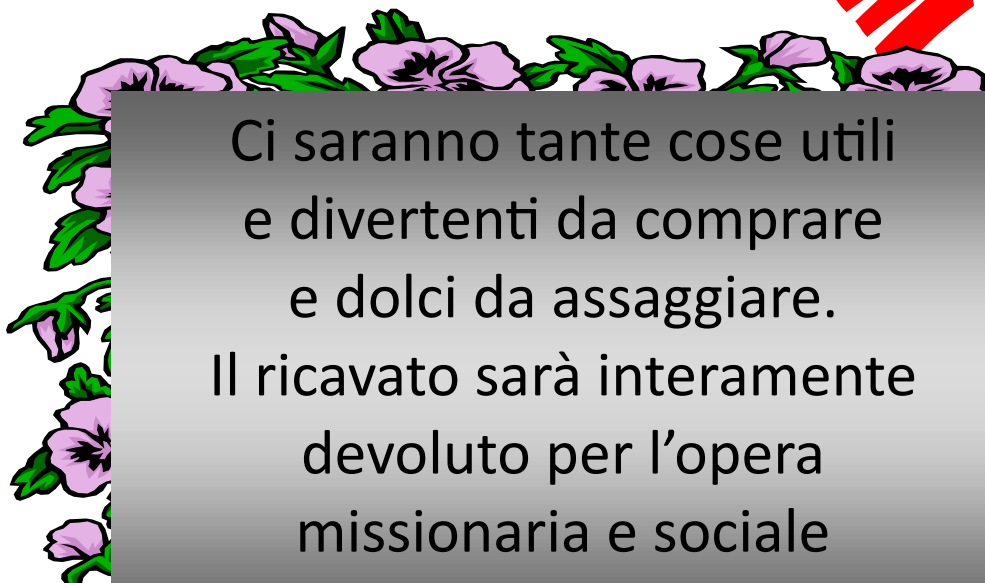 Ci saranno tante cose utili
e divertenti da comprare
e dolci da assaggiare.
Il ricavato sarà interamente
devoluto per l’opera
missionaria e sociale